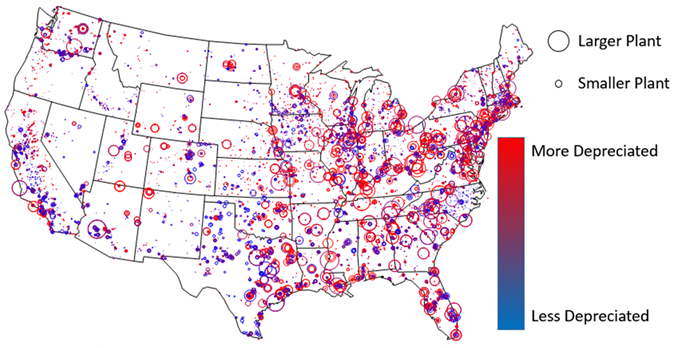 Larger Plant
Smaller Plant
More Depreciated
Less Depreciated